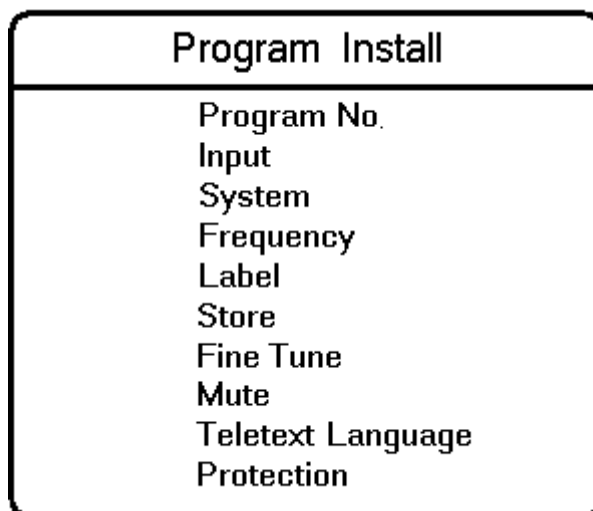 Program Install
Program No.
Input
System
Frequency
Label
Store
Fine Tune
Mute
Teletext Language
Protection